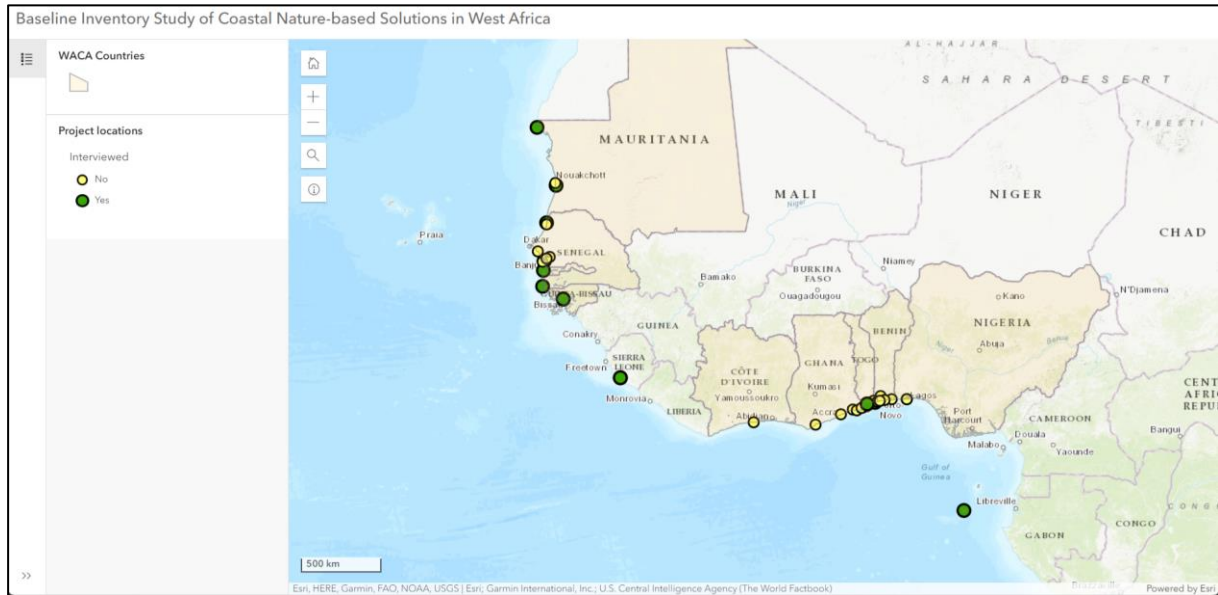 Baseline Inventory Study of Coastal Nature-based Solutions in West Africa
WACA Countries
Project locations
Interviewed
No
Yes
AL-HAJJAR
SAHARA DESERT
TIBESTI
MAURITANIA
Nouakchott
MALI
NIGER
CHAD
Niger
Praia
Dakar
SENEGAL
Niamey
Bamako
BURKINA
FASO
Ouagadougou
N'Djamena
Kano
GUINEA
BENIN
NIGERIA
Abuja
Niger
Conakry
Freetown
SIERRA
LEONE
CÔTE
D'IVOIRE
Yamoussoukro
GHANA
TOGO
Kumasi
Monrovia
LIBERIA
Accra
Lagos
Novo
Port
Harcourt
CAMEROON
Bangui
Malabo
Douala
Yaounde
Gulf of
Guinea
Libreville
GABON
CONGO
500 km
Esri, HERE, Garmin, FAO, NOAA, USGS | Esri; Garmin International, Inc.; U.S. Central Intelligence Agency (The World Factbook)
Powered by Esri